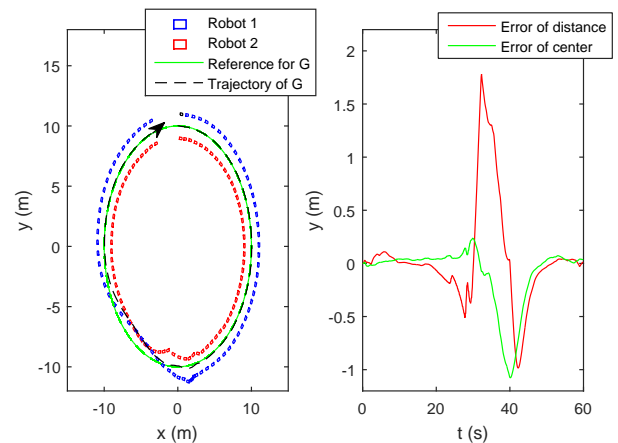 Robot 1
Robot 2
Reference for G
Trajectory of G
15
10
5
0
-5
-10
y (m)
-10 0 10
x (m)
Error of distance
Error of center
2
1.5
1
0.5
0
-0.5
-1
y (m)
0 20 40 60
t (s)